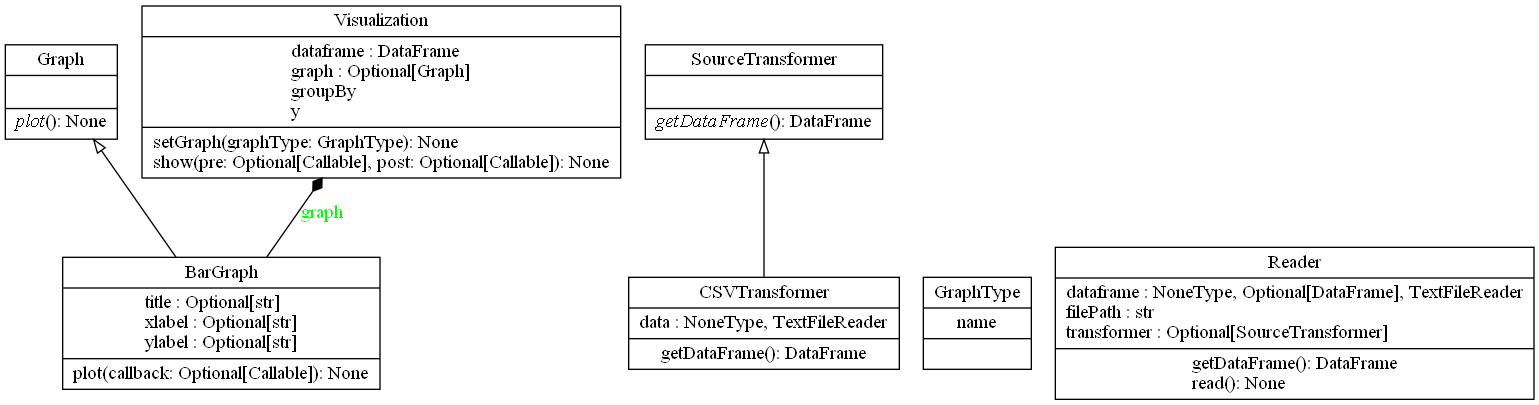 Graph
plot(): None
Visualization
dataframe : DataFrame
graph : Optional[Graph]
groupBy
y
setGraph(graphType: GraphType): None
show(pre: Optional[Callable], post: Optional[Callable]): None
SourceTransformer
getDataFrame(): DataFrame
graph
BarGraph
title : Optional[str]
xlabel : Optional[str]
ylabel : Optional[str]
plot(callback: Optional[Callable]): None
CSVTransformer
data : NoneType, TextFileReader
getDataFrame(): DataFrame
GraphType
name
Reader
dataframe : NoneType, Optional[DataFrame], TextFileReader
filePath : str
transformer : Optional[SourceTransformer]
getDataFrame(): DataFrame
read(): None